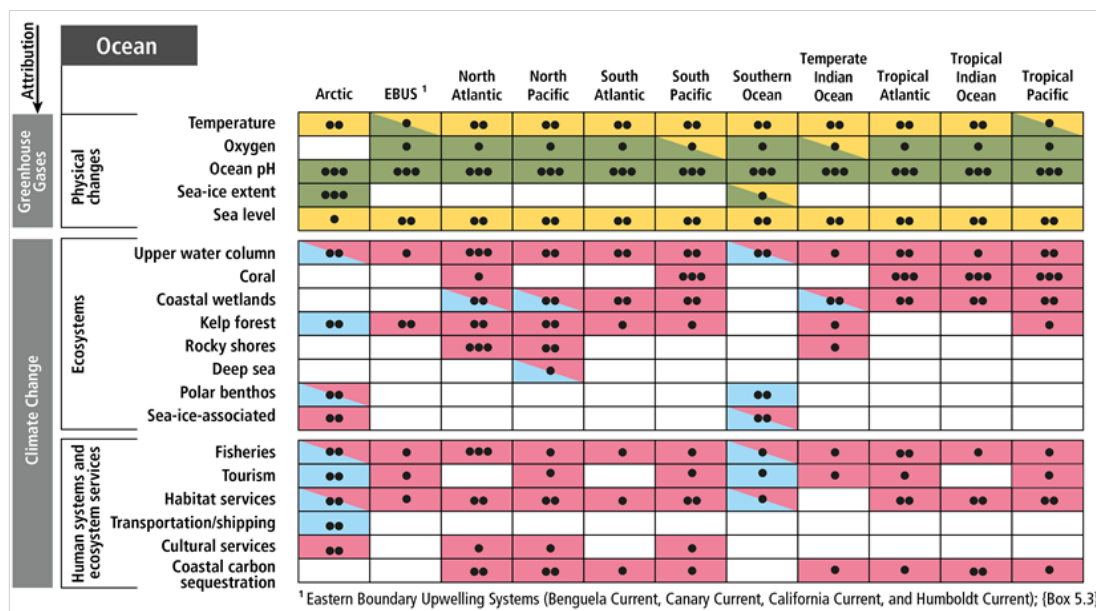 Attribution
Ocean
Arctic
EBUS ¹
North
Atlantic
North
Pacific
South
Atlantic
South
Pacific
Southern
Ocean
Temperate
Indian
Ocean
Tropical
Atlantic
Tropical
Indian
Ocean
Tropical
Pacific
Greenhouse
Gases
Physical
changes
Temperature
Oxygen
Ocean pH
Sea-ice extent
Sea level
Climate Change
Ecosystems
Upper water column
Coral
Coastal wetlands
Kelp forest
Rocky shores
Deep sea
Polar benthos
Sea-ice-associated
Human systems and
ecosystem services
Fisheries
Tourism
Habitat services
Transportation/shipping
Cultural services
Coastal carbon
sequestration
¹ Eastern Boundary Upwelling Systems (Benguela Current, Canary Current, California Current, and Humboldt Current); {Box 5.3}